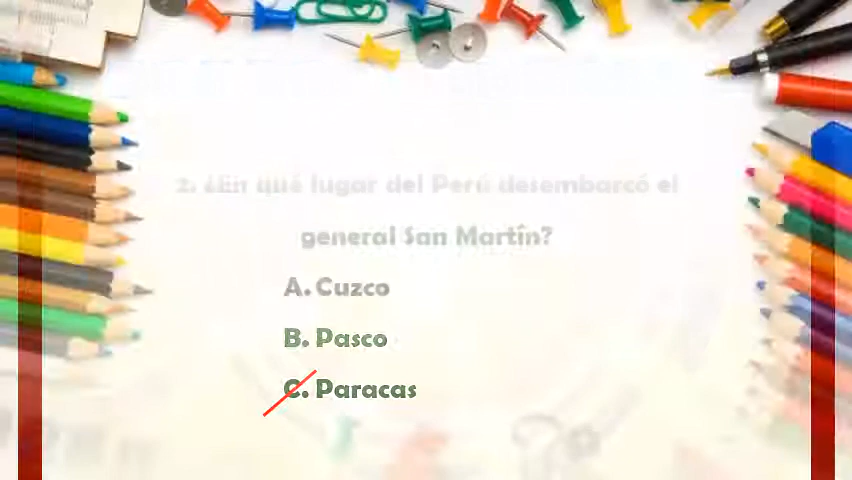 2. ¿En qué lugar del Perú desembarcó el
general San Martín?
A. Cuzco
B. Pasco
C. Paracas